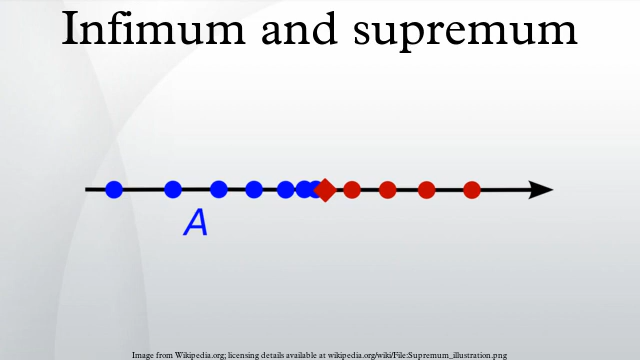 Infimum and supremum
A
Image from Wikipedia.org; licensing details available at wikipedia.org/wiki/File:Supremum_illustration.png